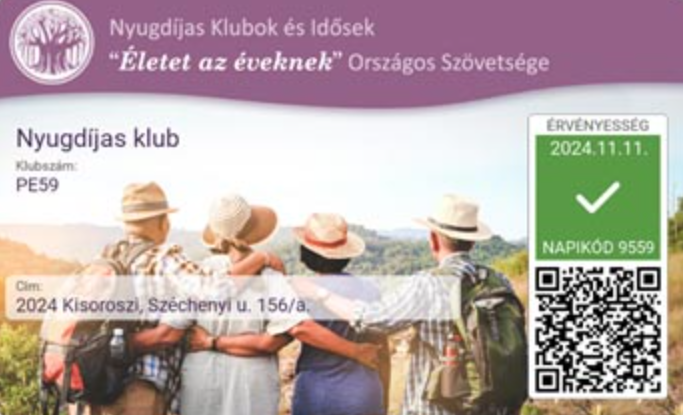 Nyugdíjas Klubok és Idősek
"Életet az éveknek" Országos Szövetsége
Nyugdíjas klub
Klubszám:
PE59
Cím:
2024 Kisoroszi, Széchenyi u. 156/a.
ÉRVÉNYESSÉG
2024.11.11.
NAPIKÓD 9559